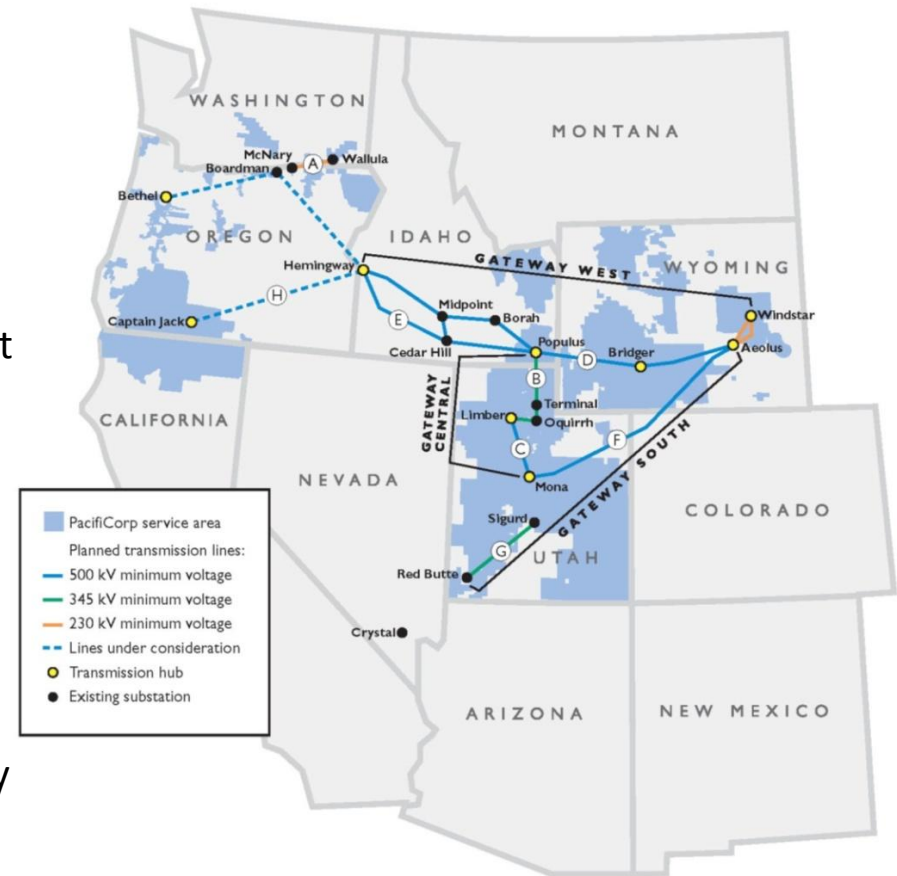 WASHINGTON
MONTANA
McNary
A
Wallula
Boardman
Bethel
OREGON
IDAHO
Hemingway
GATEWAY WEST
WYOMING
H
Captain Jack
E
Midpoint
Borah
Windstar
t
Cedar Hill
Populus
D
Bridger
Aeolus
B
CALIFORNIA
GATEWAY
CENTRAL
Limber
Terminal
Oquirrh
C
F
NEVADA
Mona
GATEWAY SOUTH
COLORADO
Sigurd
G
UTAH
Red Butte
PacifiCorp service area
Planned transmission lines:
500 kV minimum voltage
345 kV minimum voltage
230 kV minimum voltage
Lines under consideration
Transmission hub
Existing substation
Crystal
ARIZONA
NEW MEXICO
y